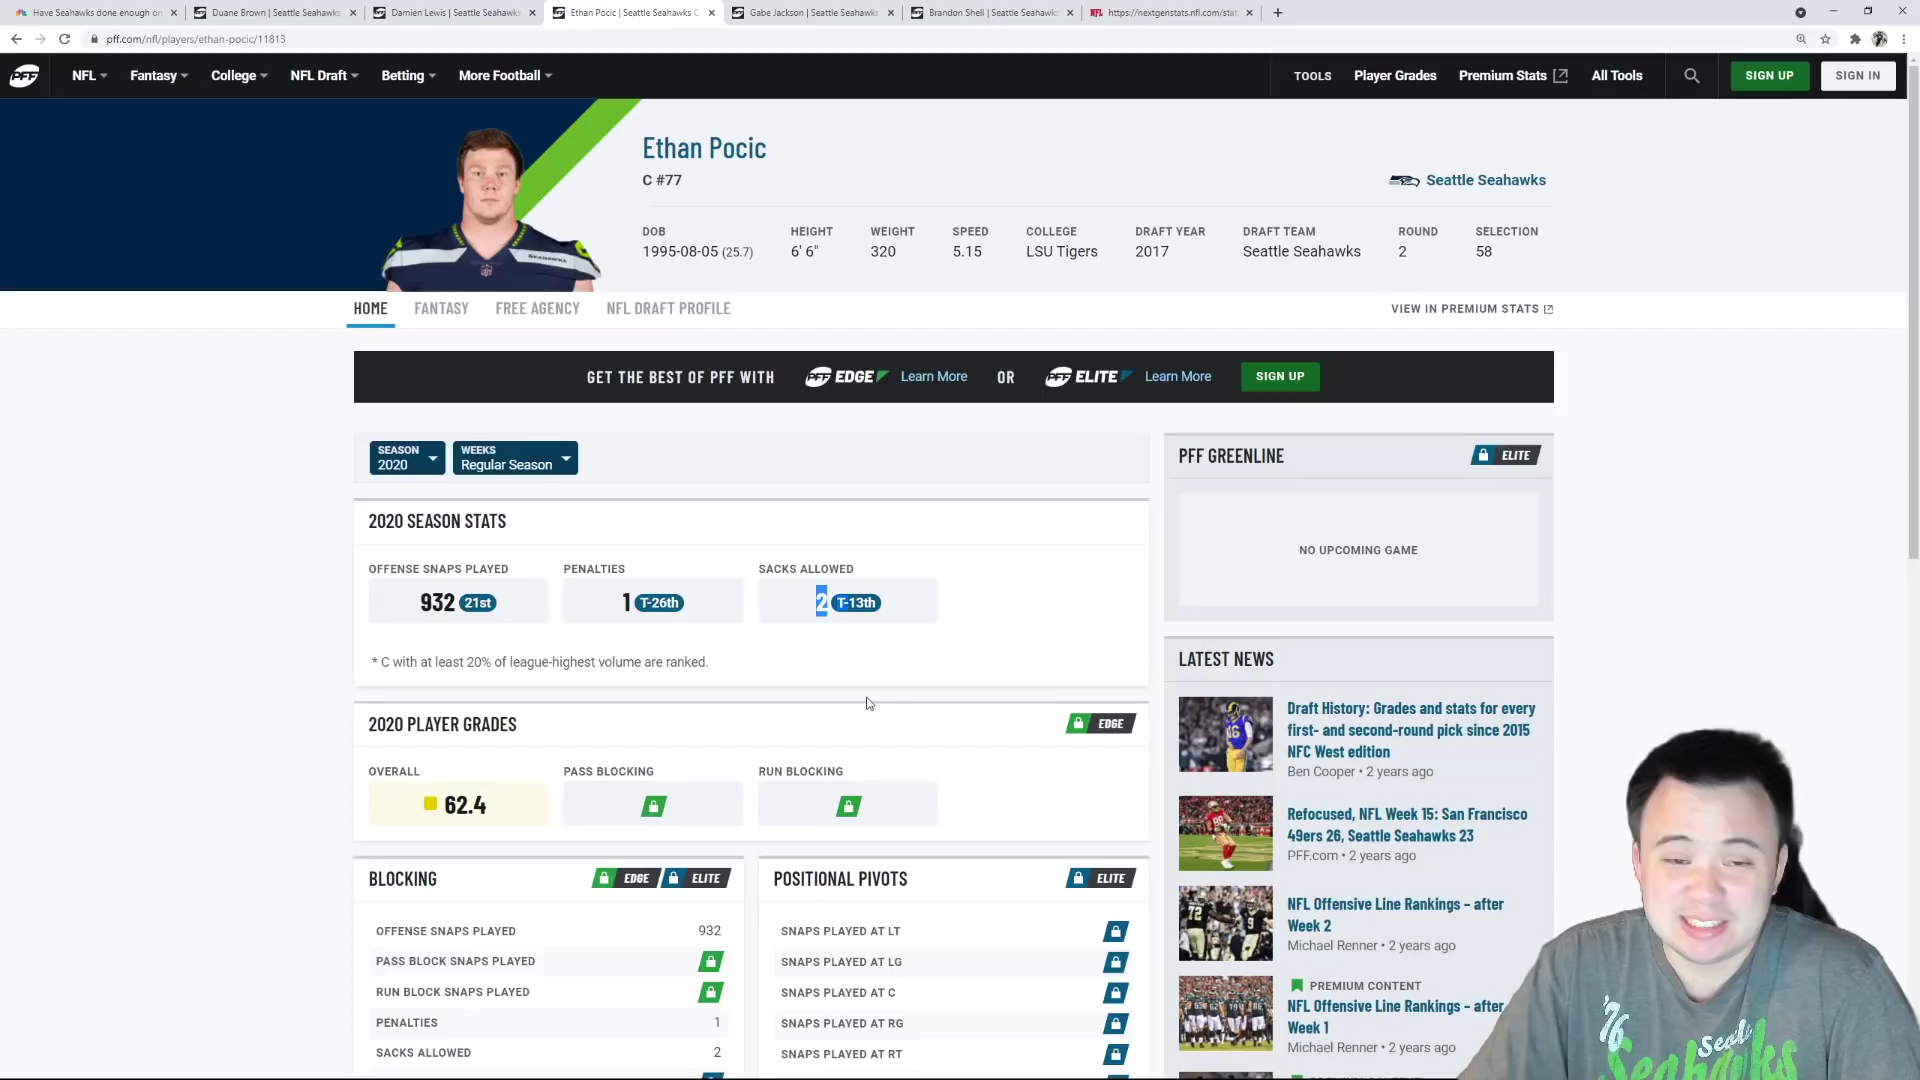 Have Seahawks done enough on
Duane Brown | Seattle Seahawks
Damien Lewis | Seattle Seahawks
Ethan Pocic | Seattle Seahawks C
Gabe Jackson | Seattle Seahawks
Brandon Shell | Seattle Seahawks
NFL https://nextgenstats.nfl.com/stat
pff.com/nfl/players/ethan-pocic/11813
PFF NFL Fantasy College NFL Draft Betting More Football TOOLS Player Grades Premium Stats All Tools SIGN UP SIGN IN
Ethan Pocic
C #77 Seattle Seahawks
DOB HEIGHT WEIGHT SPEED COLLEGE DRAFT YEAR DRAFT TEAM ROUND SELECTION
1995-08-05 (25.7) 6' 6" 320 5.15 LSU Tigers 2017 Seattle Seahawks 2 58
SEAHAWKS
HOME FANTASY FREE AGENCY NFL DRAFT PROFILE VIEW IN PREMIUM STATS
GET THE BEST OF PFF WITH PFF EDGE Learn More OR PFF ELITE Learn More SIGN UP
SEASON WEEKS
2020 Regular Season
2020 SEASON STATS
OFFENSE SNAPS PLAYED PENALTIES SACKS ALLOWED
932 21st 1 T-26th 2 T-13th
* C with at least 20% of league-highest volume are ranked.
2020 PLAYER GRADES EDGE
OVERALL PASS BLOCKING RUN BLOCKING
62.4
BLOCKING EDGE ELITE
OFFENSE SNAPS PLAYED 932
PASS BLOCK SNAPS PLAYED
RUN BLOCK SNAPS PLAYED
PENALTIES 1
SACKS ALLOWED 2
POSITIONAL PIVOTS ELITE
SNAPS PLAYED AT LT
SNAPS PLAYED AT LG
SNAPS PLAYED AT C
SNAPS PLAYED AT RG
SNAPS PLAYED AT RT
PFF GREENLINE ELITE
NO UPCOMING GAME
LATEST NEWS
Draft History: Grades and stats for every
first- and second-round pick since 2015
NFC West edition
Ben Cooper • 2 years ago
Refocused, NFL Week 15: San Francisco
49ers 26, Seattle Seahawks 23
PFF.com • 2 years ago
NFL Offensive Line Rankings – after
Week 2
Michael Renner • 2 years ago
PREMIUM CONTENT
NFL Offensive Line Rankings – after
Week 1
Michael Renner • 2 years ago
'76
Seahawks